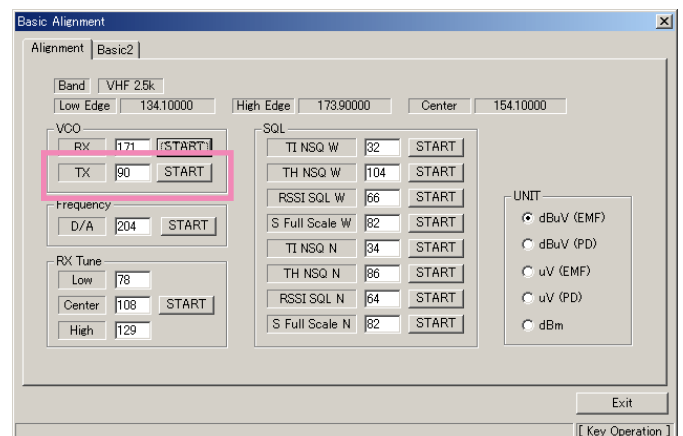 Basic Alignment
Alignment Basic2
Band VHF 2.5k
Low Edge 134.10000 High Edge 173.90000 Center 154.10000
VCO
RX 171 START
TX 90 START
Frequency
D/A 204 START
RX Tune
Low 78
Center 108 START
High 129
SQL
TI NSQ W 32 START
TH NSQ W 104 START
RSSI SQL W 66 START
S Full Scale W 82 START
TI NSQ N 34 START
TH NSQ N 86 START
RSSI SQL N 64 START
S Full Scale N 82 START
UNIT
dBuV (EMF)
dBuV (PD)
uV (EMF)
uV (PD)
dBm
Exit
[ Key Operation ]